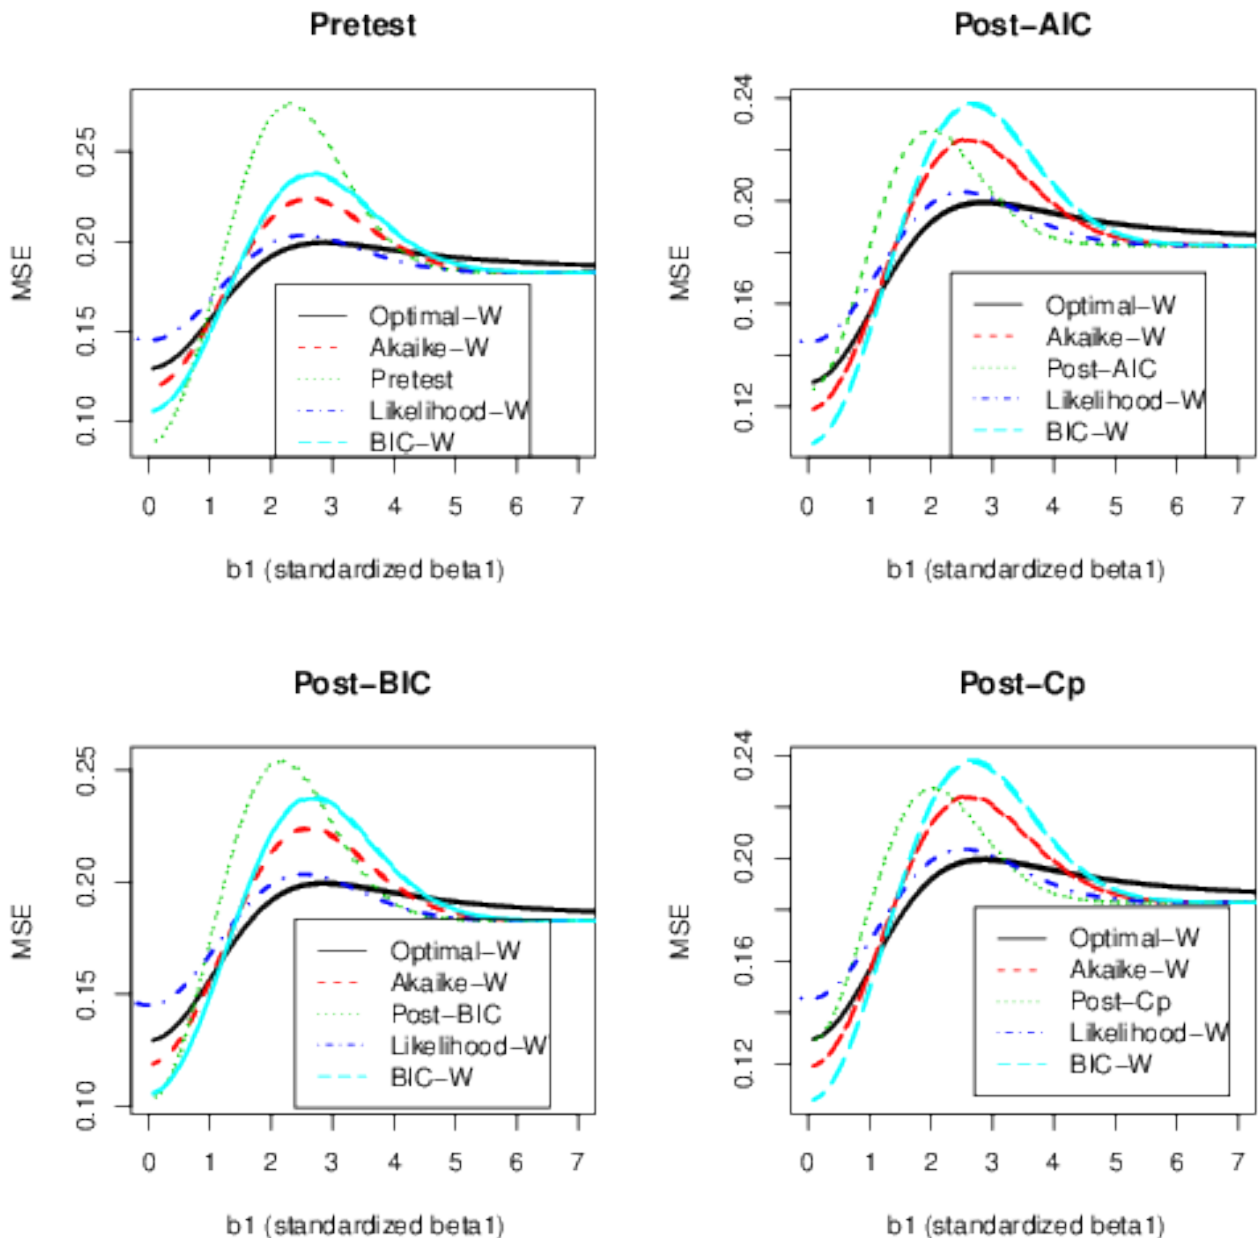 Pretest
MSE
0.10 0.15 0.20 0.25
Optimal-W
Akaike-W
Pretest
Likelihood-W
BIC-W
0 1 2 3 4 5 6 7
b1 (standardized beta1)
Post-AIC
MSE
0.12 0.16 0.20 0.24
Optimal-W
Akaike-W
Post-AIC
Likelihood-W
BIC-W
0 1 2 3 4 5 6 7
b1 (standardized beta1)
Post-BIC
MSE
0.10 0.15 0.20 0.25
Optimal-W
Akaike-W
Post-BIC
Likelihood-W
BIC-W
0 1 2 3 4 5 6 7
b1 (standardized beta1)
Post-Cp
MSE
0.12 0.16 0.20 0.24
Optimal-W
Akaike-W
Post-Cp
Likelihood-W
BIC-W
0 1 2 3 4 5 6 7
b1 (standardized beta1)